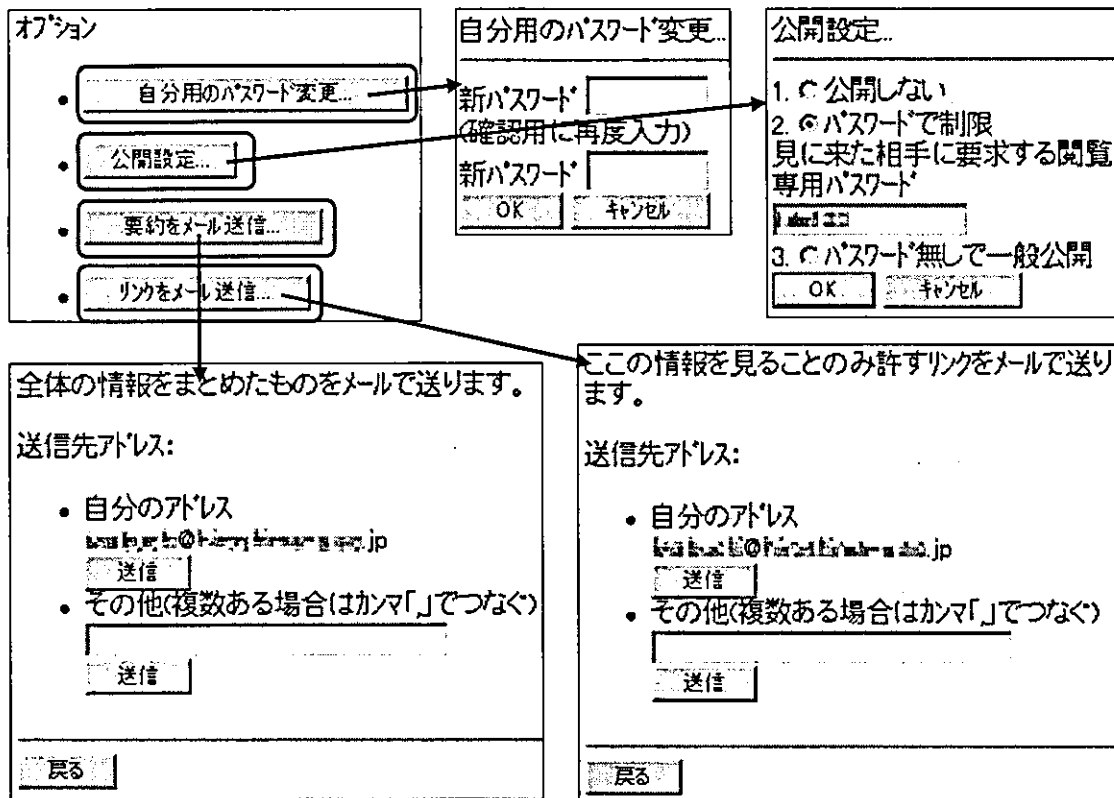 オプション
自分用のパスワード変更...
公開設定...
要約をメール送信...
リンクをメール送信...
自分用のパスワード変更...
新パスワード
(確認用に再度入力)
新パスワード
OK キャンセル
公開設定...
1. 公開しない
2. パスワードで制限
見に来た相手に要求する閲覧
専用パスワード
3. パスワード無しで一般公開
OK キャンセル
全体の情報をまとめたものをメールで送ります。
送信先アドレス:
自分のアドレス
.jp
送信
その他(複数ある場合はカンマ「,」でつなぐ)
送信
戻る
ここの情報を見ることのみ許すリンクをメールで送り
ます。
送信先アドレス:
自分のアドレス
.jp
送信
その他(複数ある場合はカンマ「,」でつなぐ)
送信
戻る